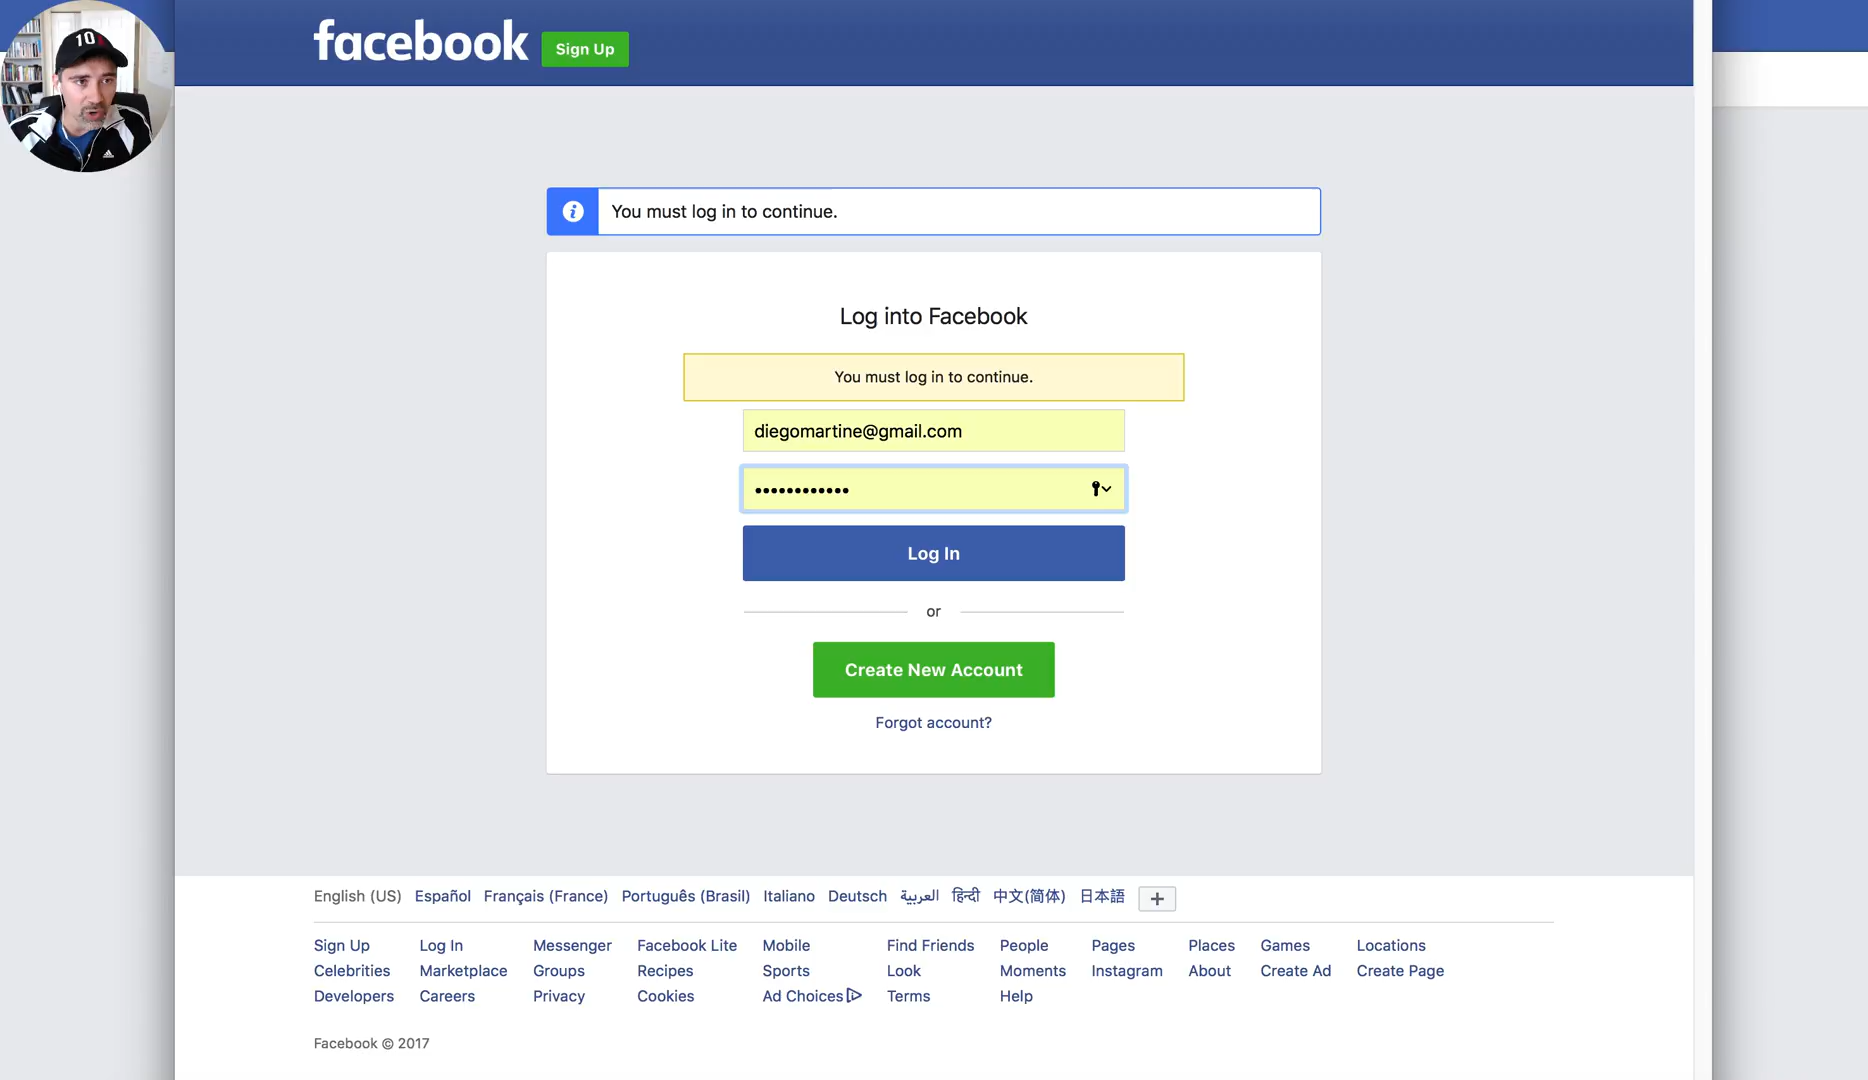 10
facebook
Sign Up
You must log in to continue.
Log into Facebook
You must log in to continue.
diegomartine@gmail.com
••••••••••••
Log In
or
Create New Account
Forgot account?
English (US) Español Français (France) Português (Brasil) Italiano Deutsch العربية हिन्दी 中文(简体) 日本語 +
Sign Up Log In Messenger Facebook Lite Mobile Find Friends People Pages Places Games Locations
Celebrities Marketplace Groups Recipes Sports Look Moments Instagram About Create Ad Create Page
Developers Careers Privacy Cookies Ad Choices Terms Help
Facebook © 2017